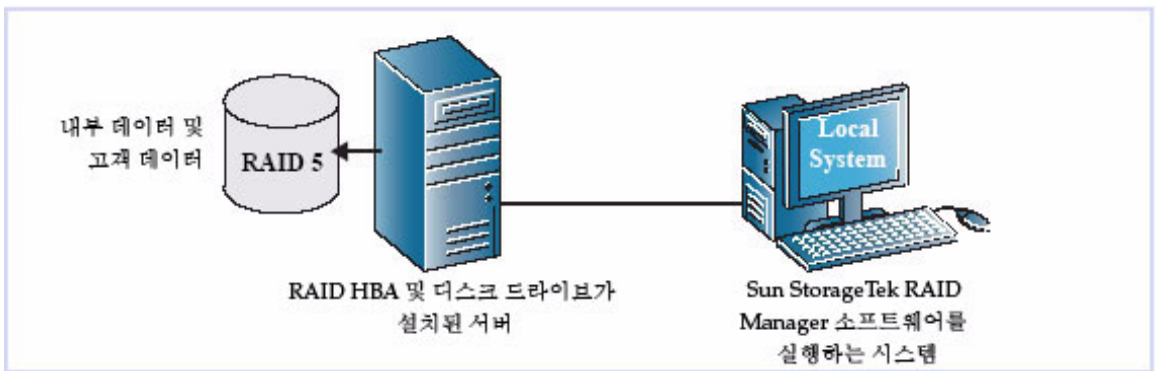 내부 데이터 및
고객 데이터
RAID 5
Local
System
RAID HBA 및 디스크 드라이브가
설치된 서버
Sun StorageTek RAID
Manager 소프트웨어를
실행하는 시스템